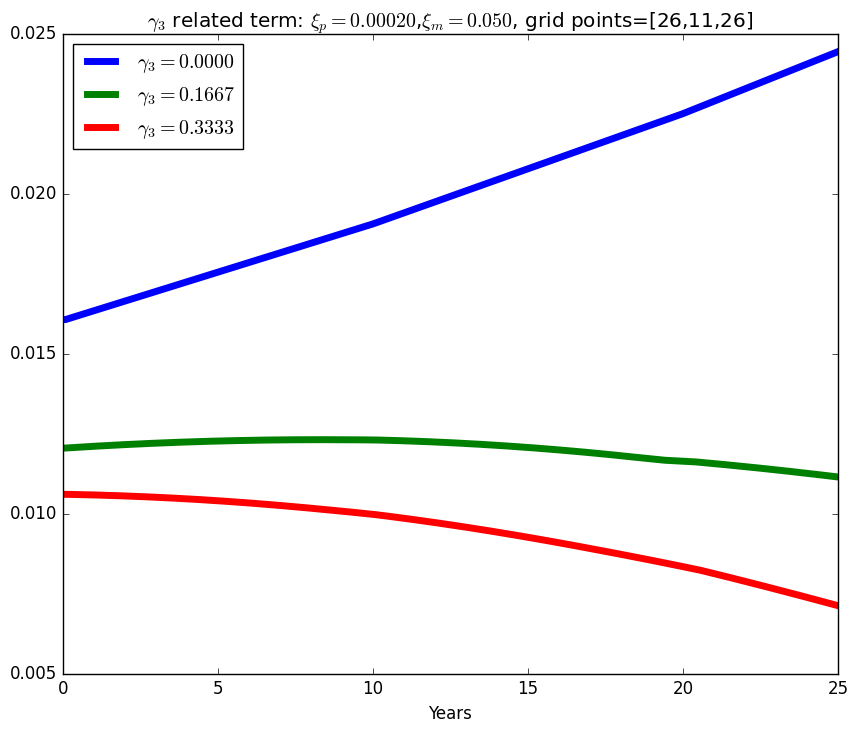 γ₃ related term: ξₚ = 0.00020,ξₘ = 0.050, grid points=[26,11,26]
0.025
γ₃ = 0.0000
γ₃ = 0.1667
γ₃ = 0.3333
0.020
0.015
0.010
0.005
0 5 10 15 20 25
Years